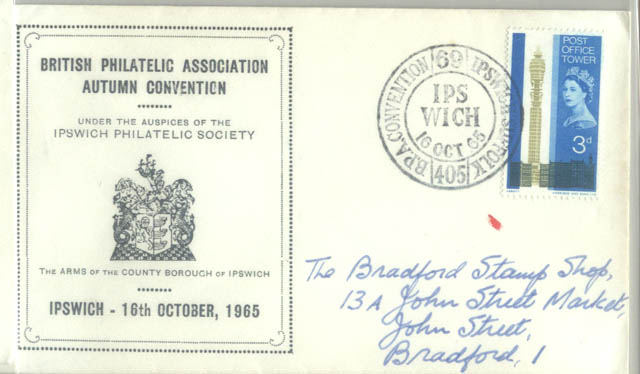 BRITISH PHILATELIC ASSOCIATION
AUTUMN CONVENTION
UNDER THE AUSPICES OF THE
IPSWICH PHILATELIC SOCIETY
THE ARMS OF THE COUNTY BOROUGH OF IPSWICH
IPSWICH - 16th OCTOBER, 1965
B.P.A. CONVENTION 69 IPSWICH SUFFOLK 405
IPS
WICH
16 OCT 65
POST
OFFICE
TOWER
3d
The Bradford Stamp Shop,
13A John Street Market,
John Street,
Bradford, 1